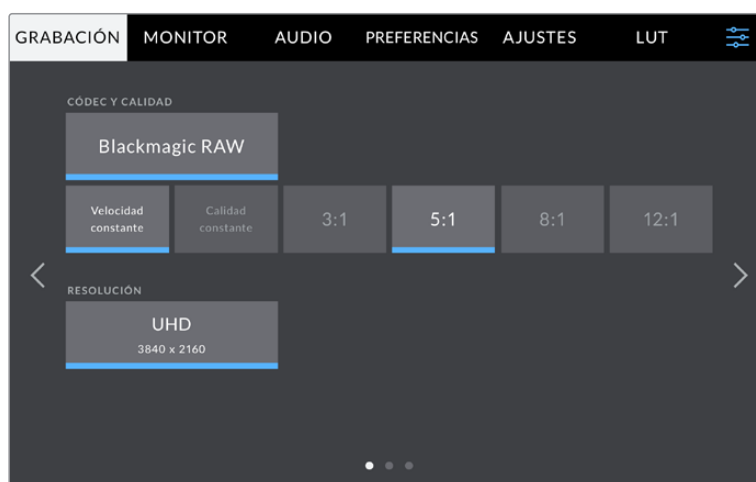 GRABACIÓN MONITOR AUDIO PREFERENCIAS AJUSTES LUT
CÓDEC Y CALIDAD
Blackmagic RAW
Velocidad constante Calidad constante 3:1 5:1 8:1 12:1
RESOLUCIÓN
UHD
3840 x 2160